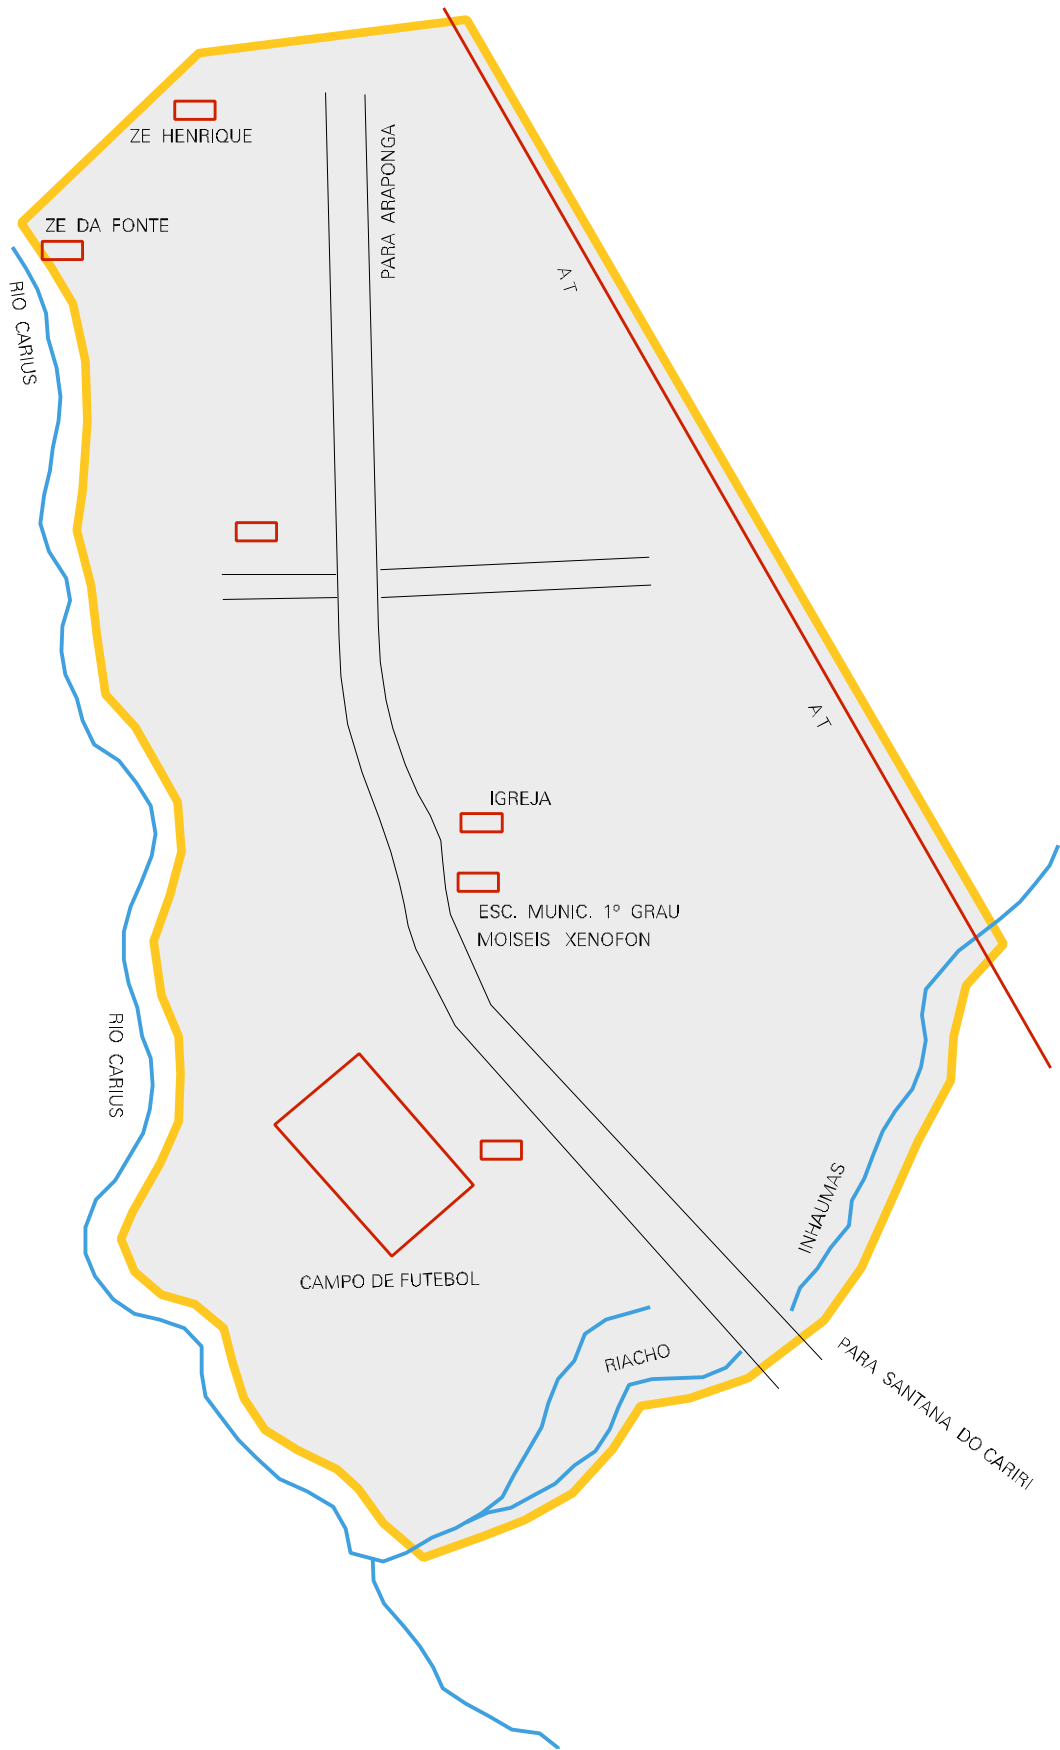 ZE HENRIQUE
PARA ARAPONGA
ZE DA FONTE
AT
RIO CARIUS
AT
IGREJA
ESC. MUNIC. 1º GRAU
MOISEIS XENOFON
RIO CARIUS
INHAUMAS
CAMPO DE FUTEBOL
RIACHO
PARA SANTANA DO CARIRI